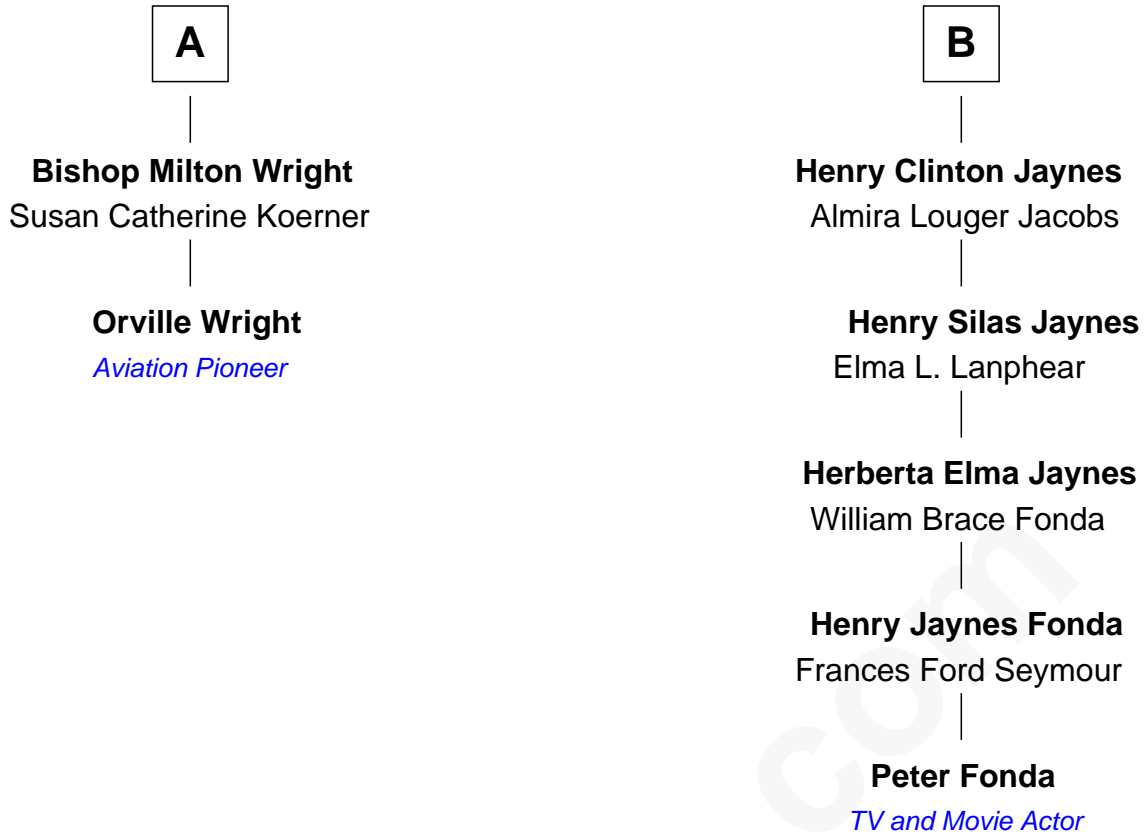 A
Bishop Milton Wright
Susan Catherine Koerner
Orville Wright
Aviation Pioneer
B
Henry Clinton Jaynes
Almira Louger Jacobs
Henry Silas Jaynes
Elma L. Lanphear
Herberta Elma Jaynes
William Brace Fonda
Henry Jaynes Fonda
Frances Ford Seymour
Peter Fonda
TV and Movie Actor
com